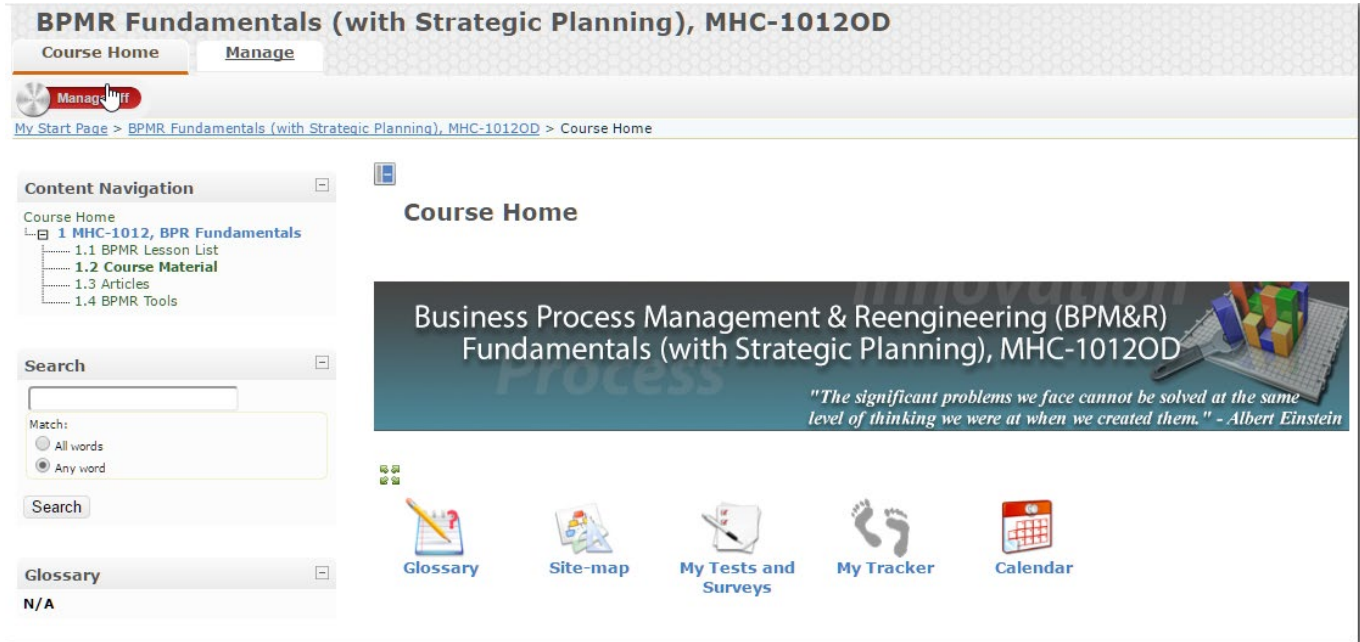 BPMR Fundamentals (with Strategic Planning), MHC-1012OD
Course Home Manage
Manag ff
My Start Page > BPMR Fundamentals (with Strategic Planning), MHC-1012OD > Course Home
Content Navigation
Course Home
1 MHC-1012, BPR Fundamentals
1.1 BPMR Lesson List
1.2 Course Material
1.3 Articles
1.4 BPMR Tools
Search
Match:
All words
Any word
Search
Glossary
N/A
Course Home
Innovation
Business Process Management & Reengineering (BPM&R)
Fundamentals (with Strategic Planning), MHC-1012OD
Process
"The significant problems we face cannot be solved at the same
level of thinking we were at when we created them." - Albert Einstein
Glossary Site-map My Tests and My Tracker Calendar
Surveys